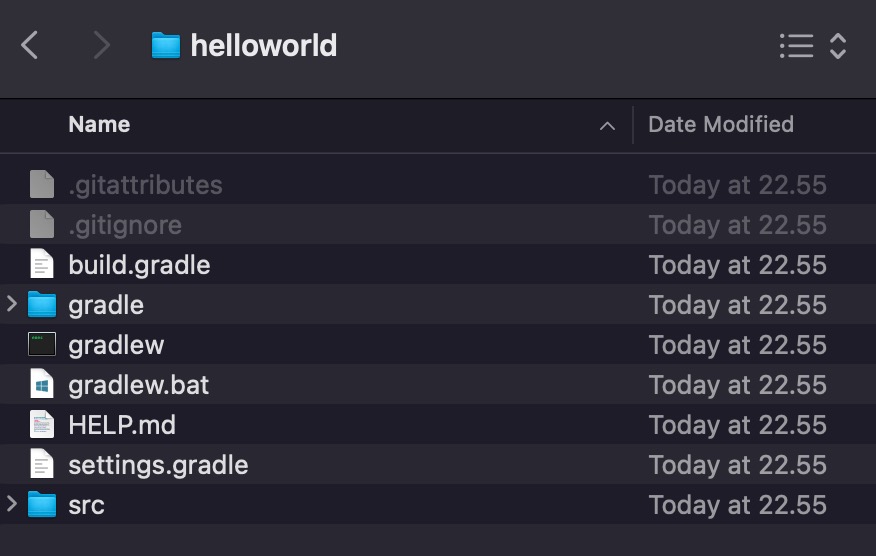 helloworld
Name Date Modified
.gitattributes Today at 22.55
.gitignore Today at 22.55
build.gradle Today at 22.55
gradle Today at 22.55
gradlew Today at 22.55
gradlew.bat Today at 22.55
HELP.md Today at 22.55
settings.gradle Today at 22.55
src Today at 22.55